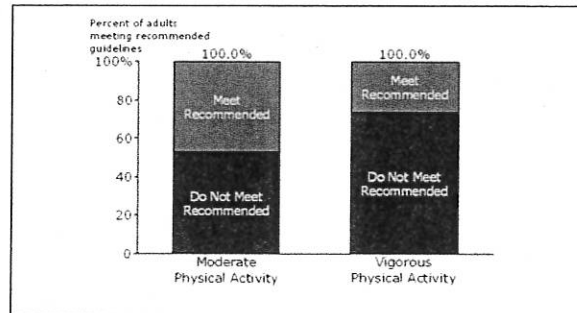 Percent of adults
meeting recommended
guidelines
100.0%
100.0%
100%
80
60
40
20
0
Meet
Recommended
Do Not Meet
Recommended
Meet
Recommended
Do Not Meet
Recommended
Moderate
Physical Activity
Vigorous
Physical Activity